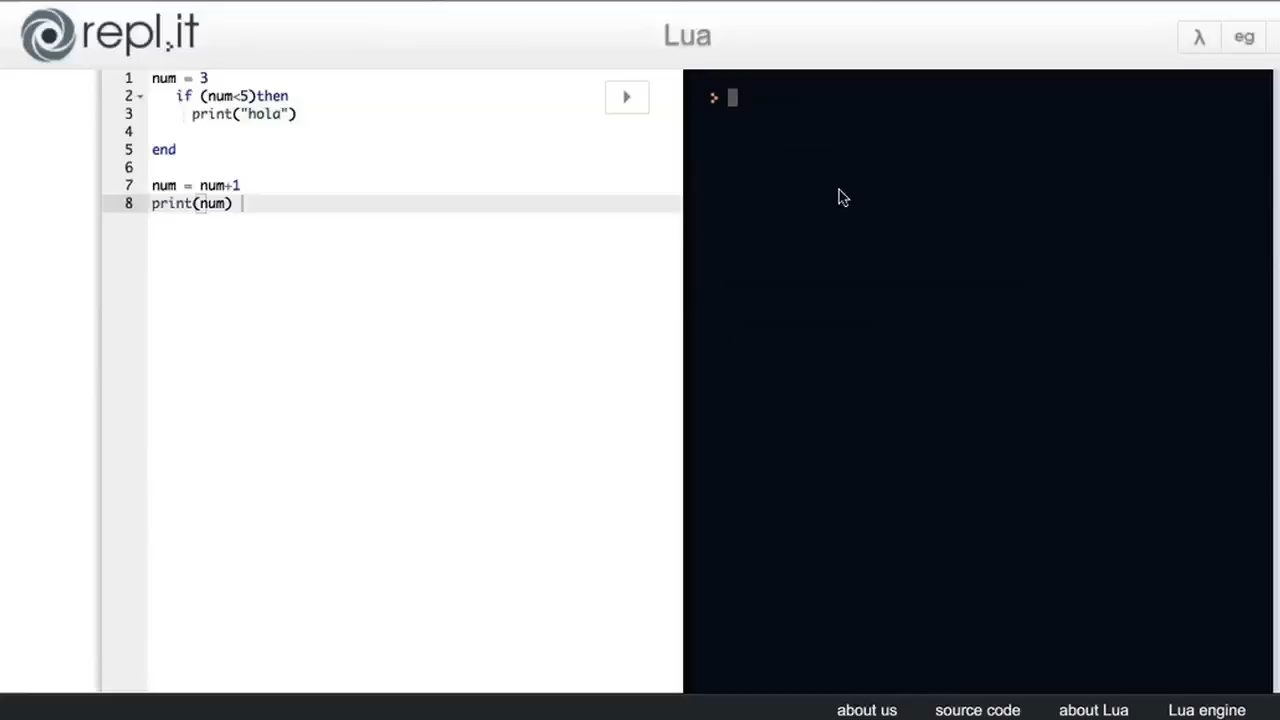 repl.it
Lua
λ
eg
1 num = 3
2 if (num<5)then
3 print("hola")
4
5 end
6
7 num = num+1
8 print(num)
>
about us
source code
about Lua
Lua engine